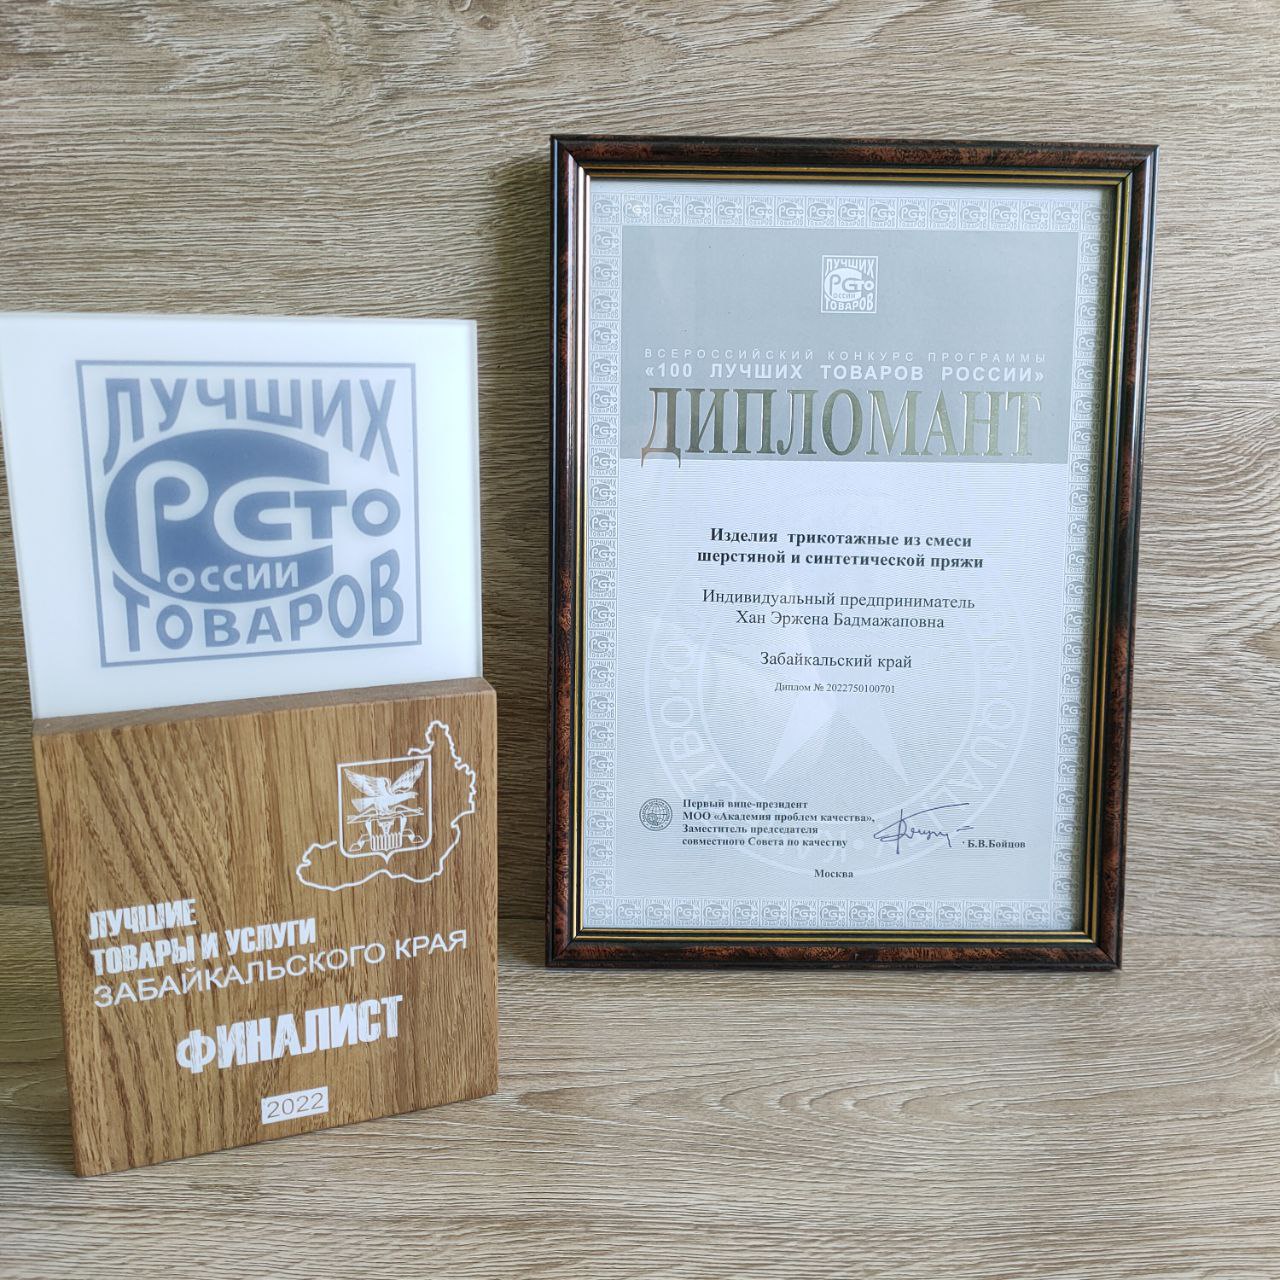 ЛУЧШИХ
РСТО
РОССИИ
ТОВАРОВ
ЛУЧШИЕ
ТОВАРЫ И УСЛУГИ
ЗАБАЙКАЛЬСКОГО КРАЯ
ФИНАЛИСТ
2022
ЛУЧШИХ
РСТО
РОССИИ
ТОВАРОВ
ВСЕРОССИЙСКИЙ КОНКУРС ПРОГРАММЫ
«100 ЛУЧШИХ ТОВАРОВ РОССИИ»
ДИПЛОМАНТ
Изделия трикотажные из смеси
шерстяной и синтетической пряжи
Индивидуальный предприниматель
Хан Эржена Бадмажаповна
Забайкальский край
Диплом № 2022750100701
Первый вице-президент
МОО «Академия проблем качества»,
Заместитель председателя
совместного Совета по качеству
Б.В.Бойцов
Москва